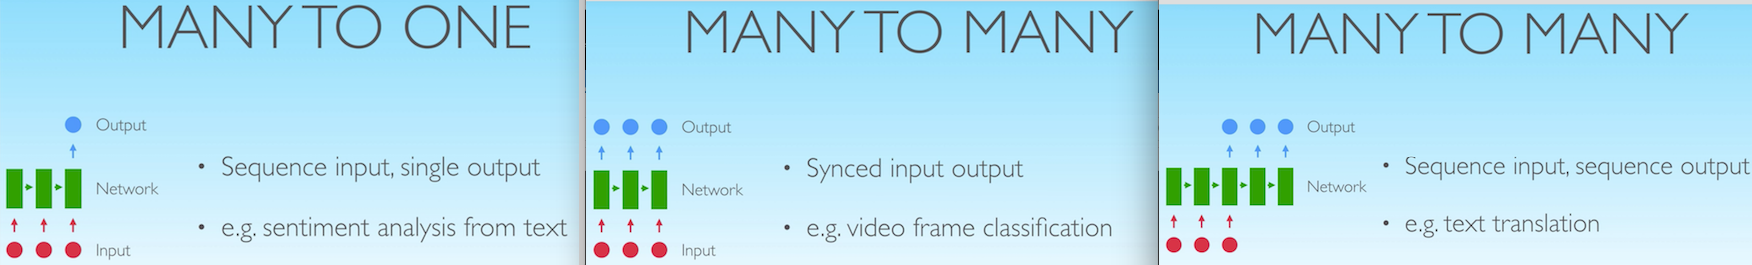 MANY TO ONE
Output
• Sequence input, single output
Network
• e.g. sentiment analysis from text
Input
MANY TO MANY
Output
• Synced input output
Network
• e.g. video frame classification
Input
MANY TO MANY
Output
• Sequence input, sequence output
Network
• e.g. text translation